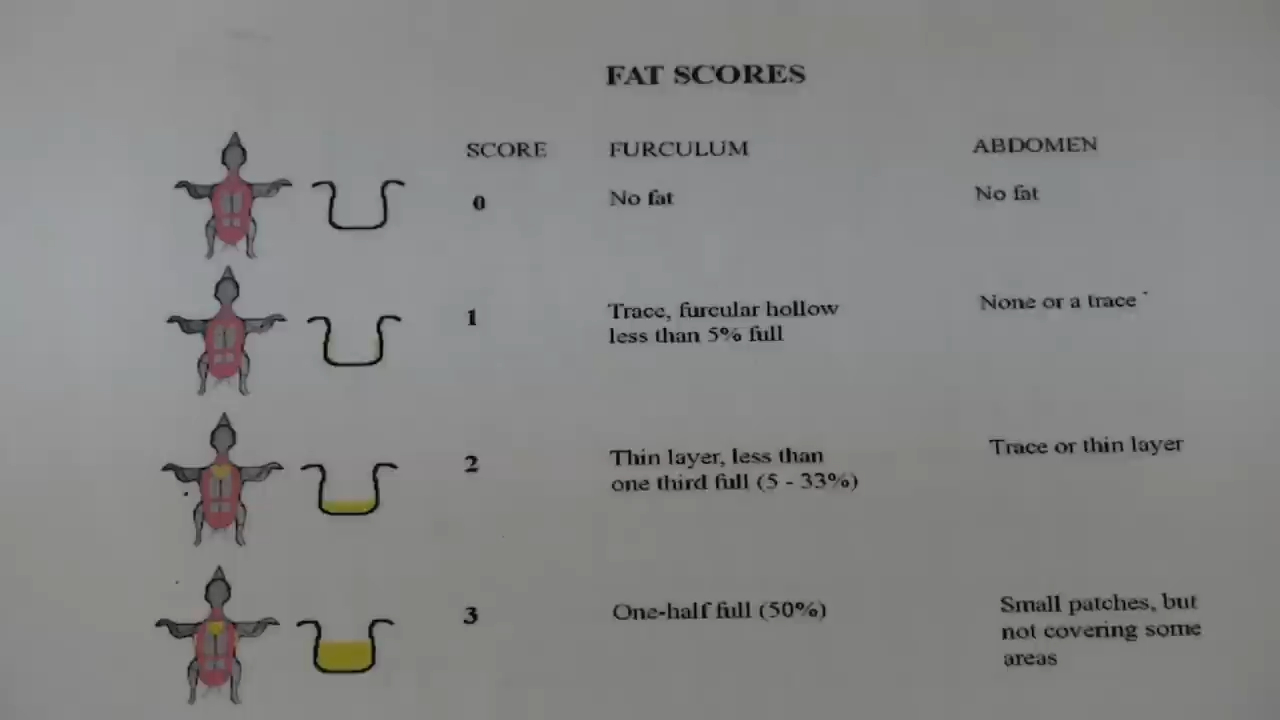 FAT SCORES
SCORE FURCULUM ABDOMEN
0 No fat No fat
1 Trace, furcular hollow None or a trace
less than 5% full
2 Thin layer, less than Trace or thin layer
one third full (5 - 33%)
3 One-half full (50%) Small patches, but
not covering some
areas